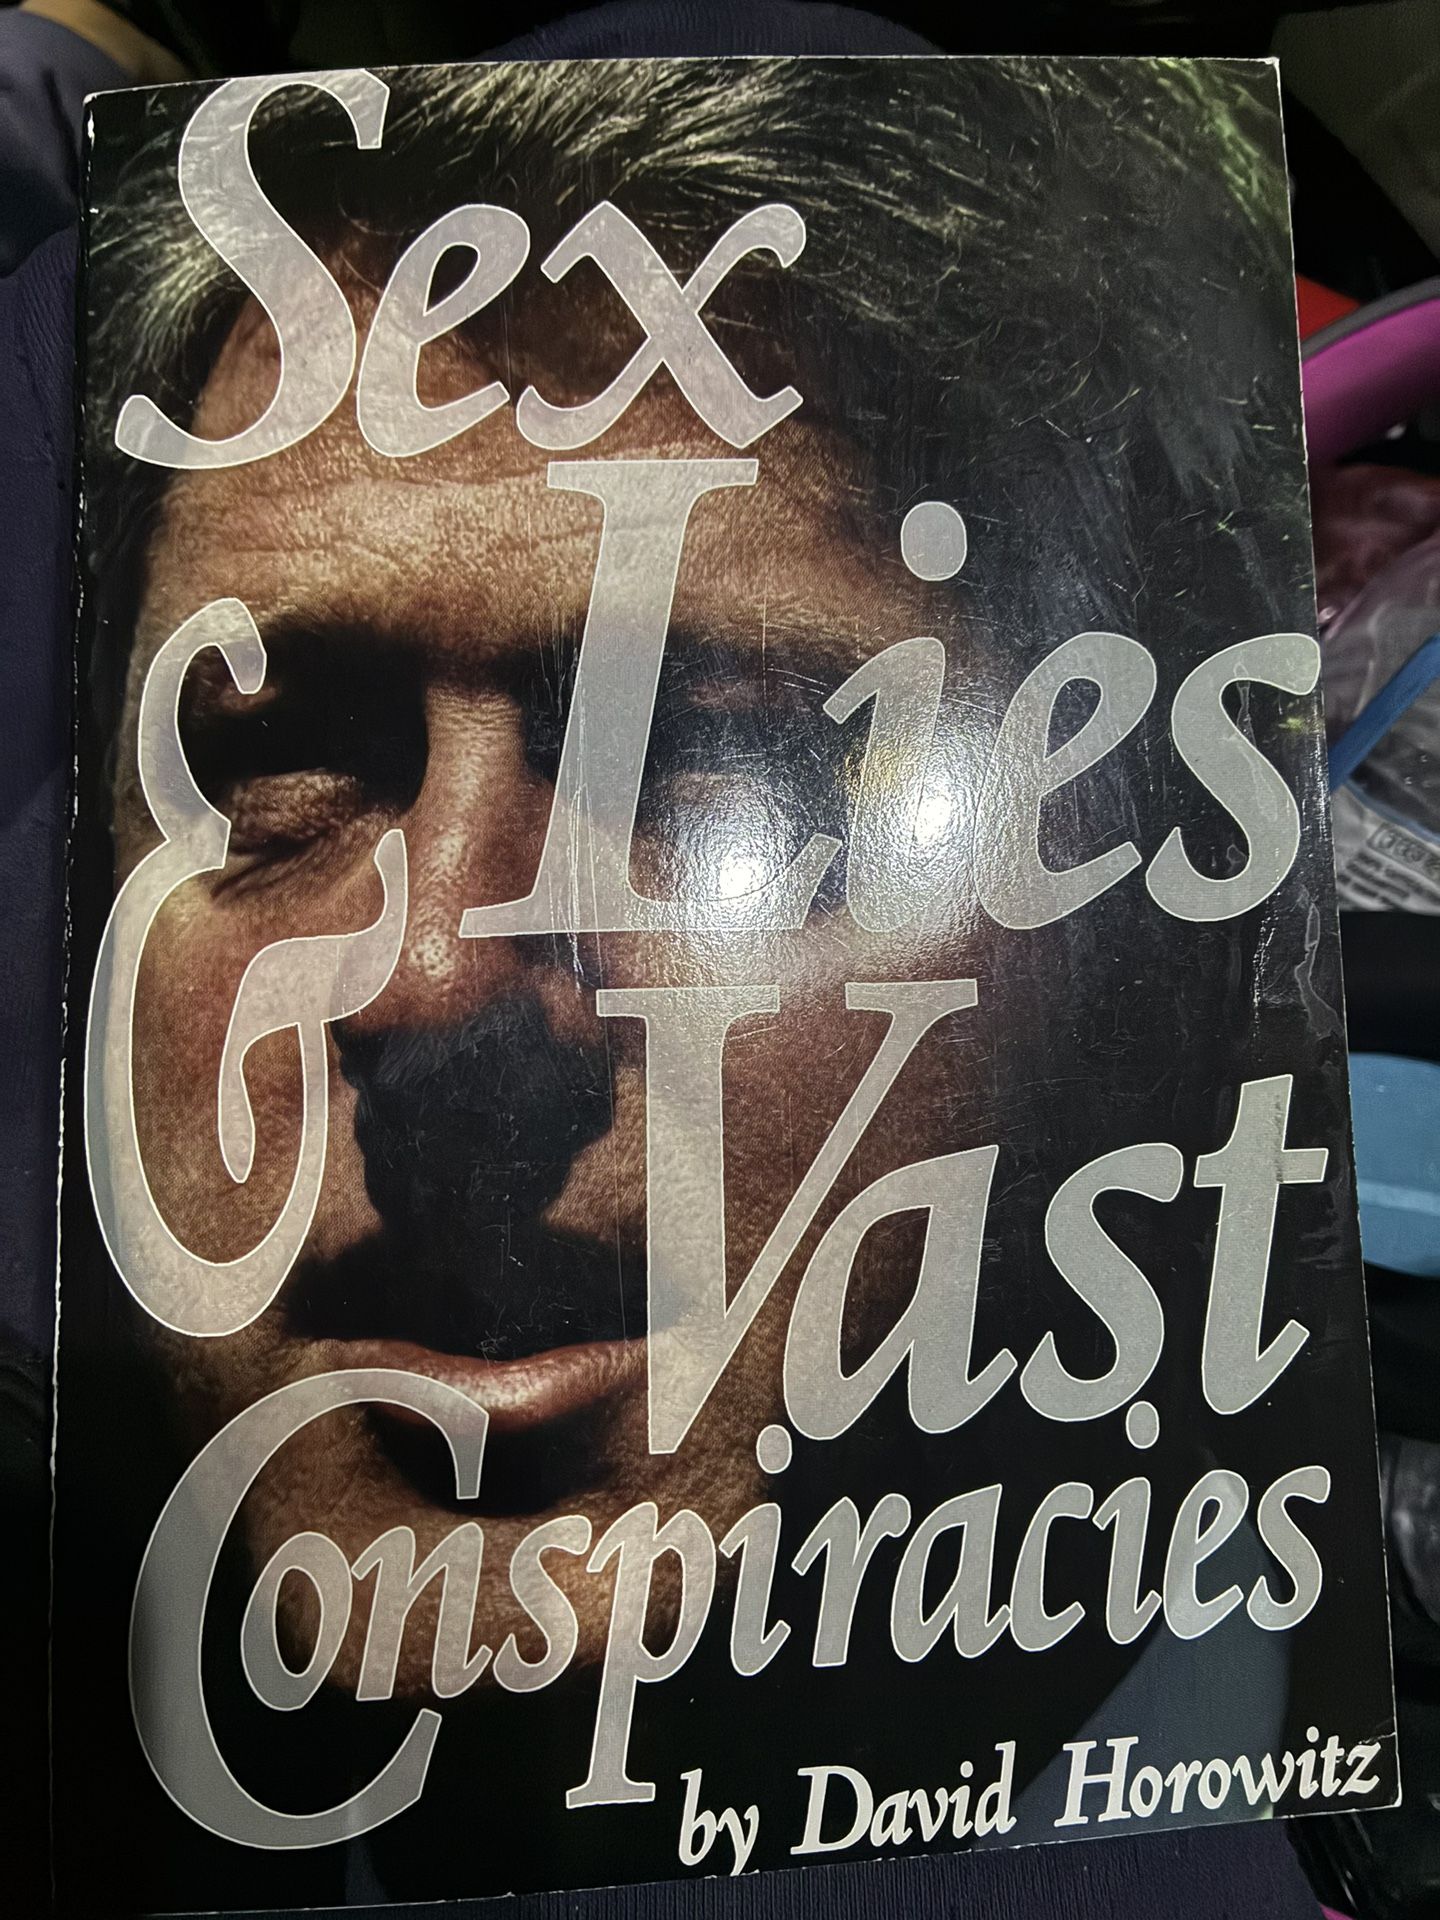 Sex
Lies
&
Vast
Conspiracies
by David Horowitz